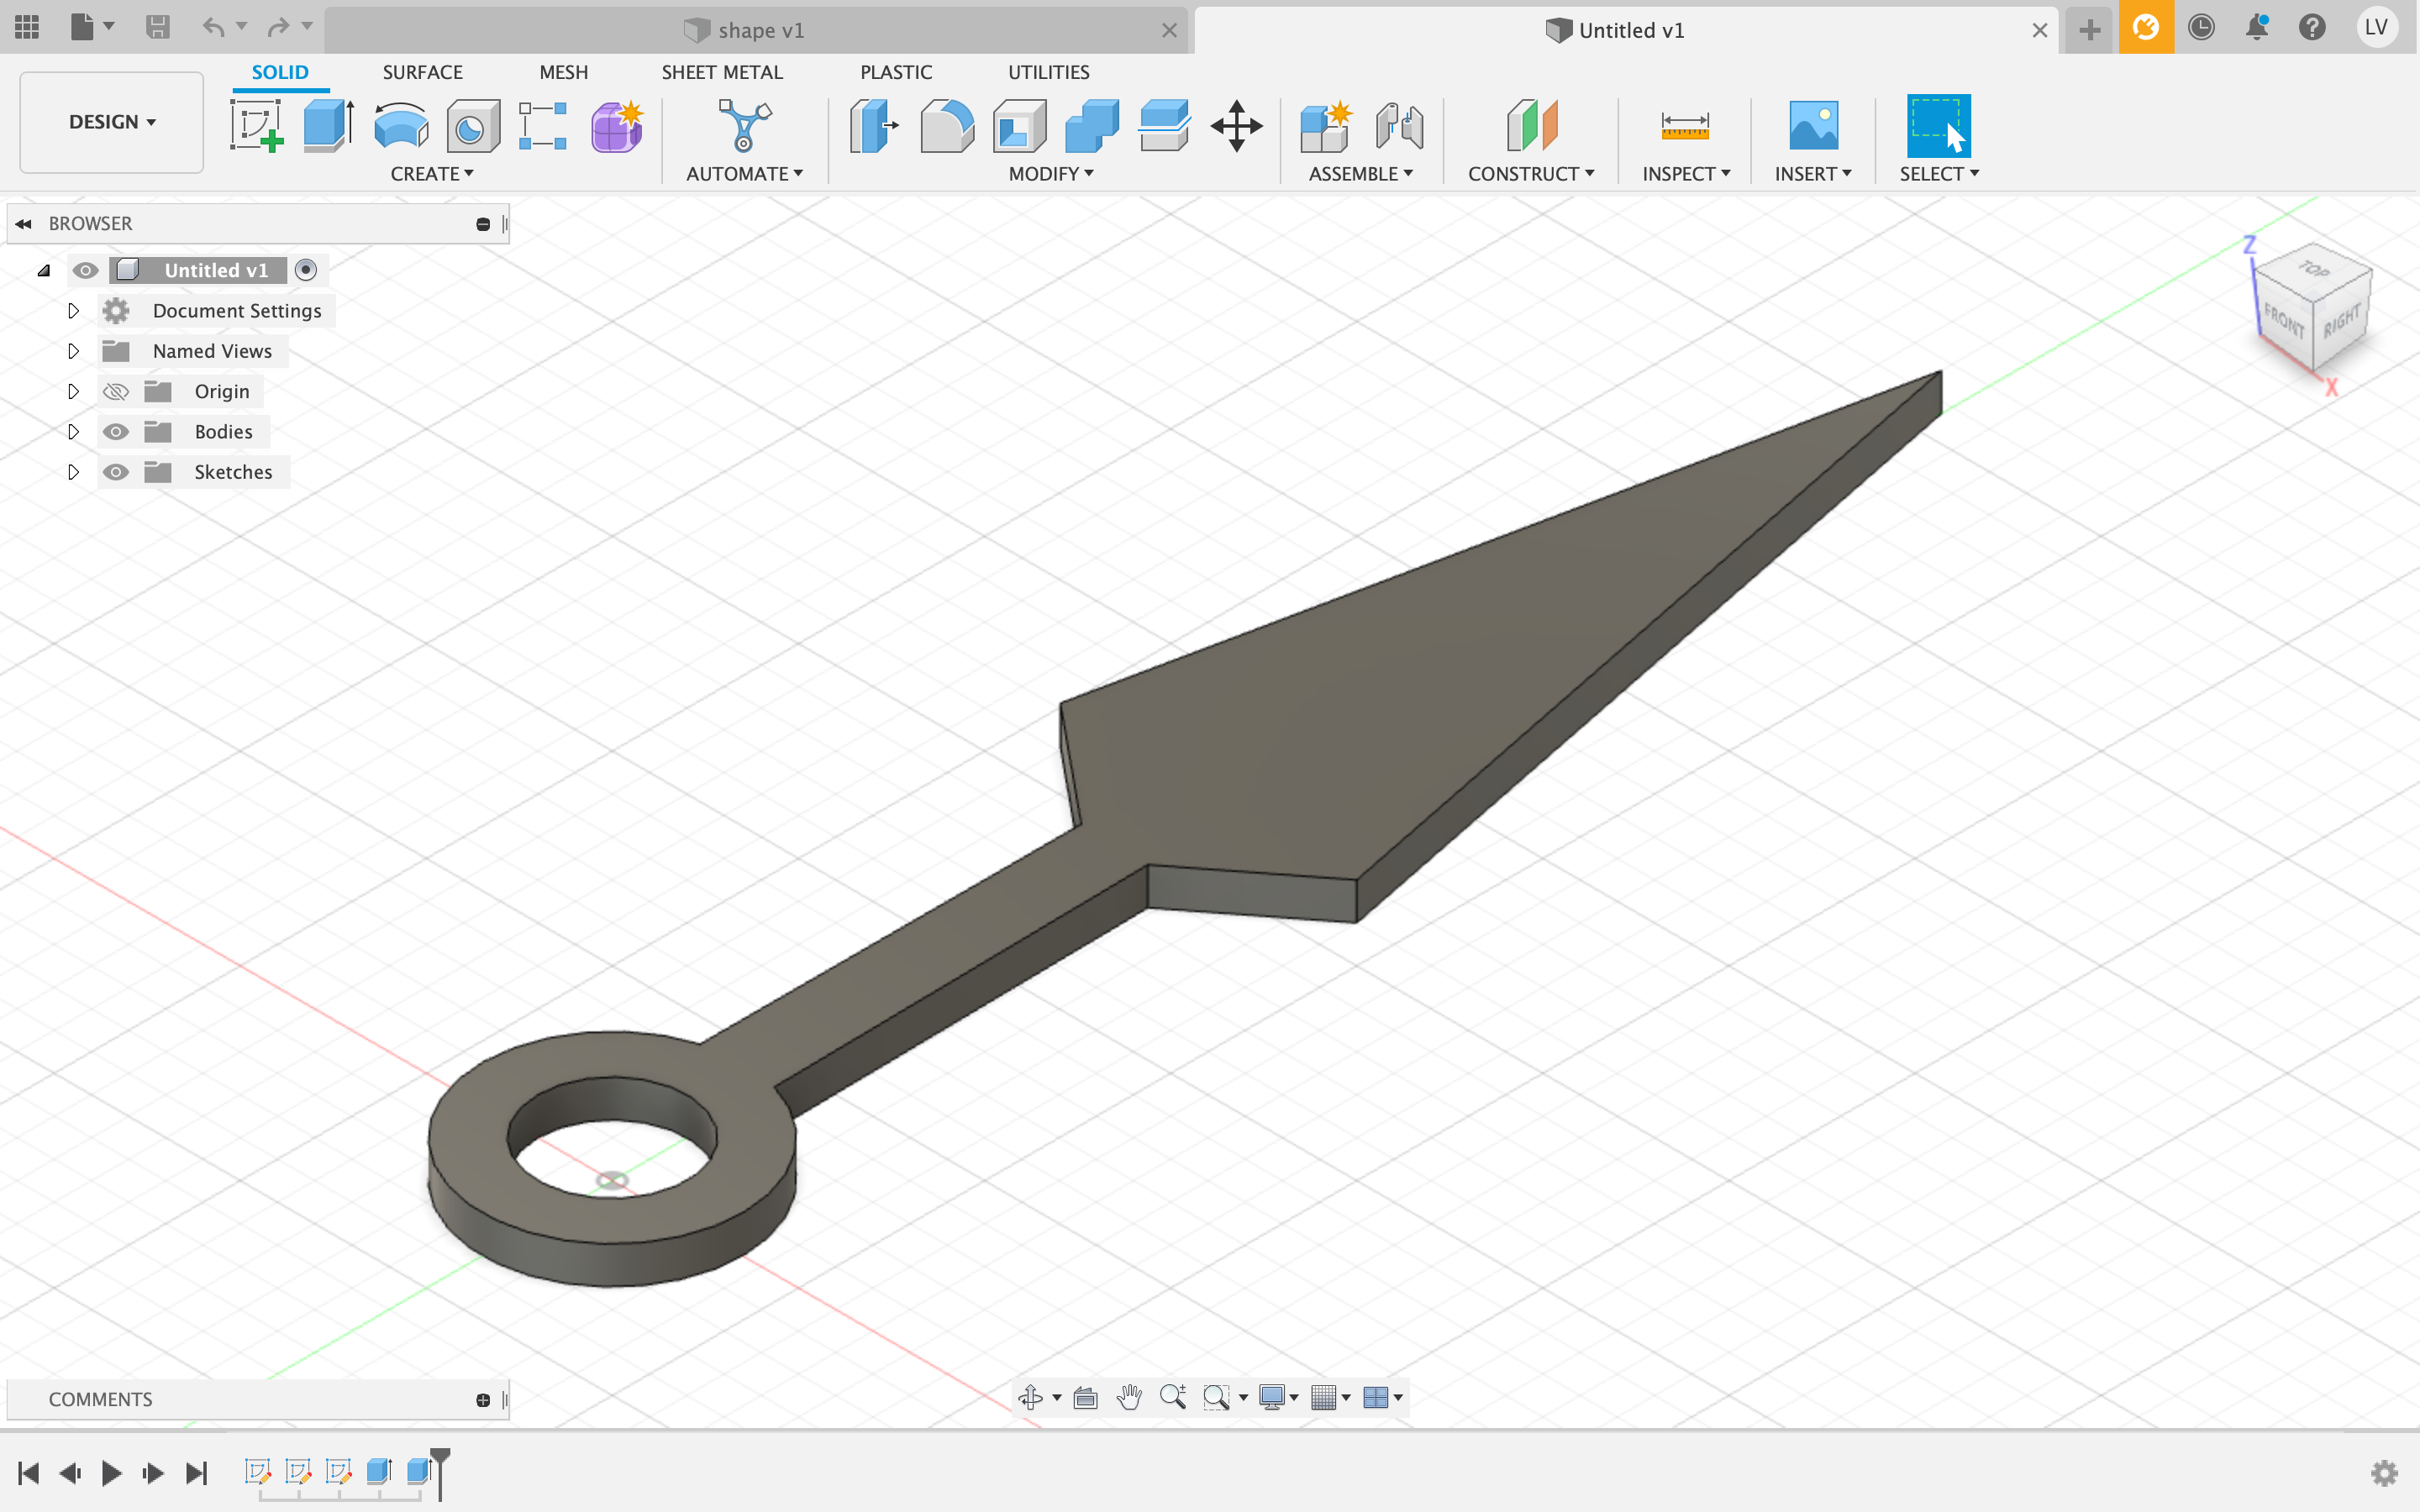 shape v1
Untitled v1
LV
DESIGN
SOLID
SURFACE
MESH
SHEET METAL
PLASTIC
UTILITIES
CREATE
AUTOMATE
MODIFY
ASSEMBLE
CONSTRUCT
INSPECT
INSERT
SELECT
BROWSER
Untitled v1
Document Settings
Named Views
Origin
Bodies
Sketches
Z
TOP
FRONT
RIGHT
X
COMMENTS